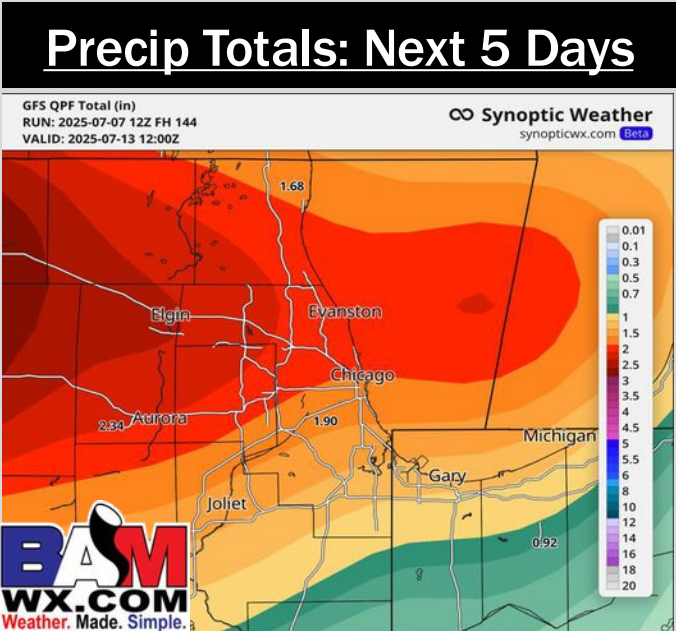 Precip Totals: Next 5 Days
GFS QPF Total (in)
RUN: 2025-07-07 12Z FH 144
VALID: 2025-07-13 12:00Z
Synoptic Weather
synopticwx.com Beta
1.68
Elgin
Evanston
Chicago
Aurora
2.34
1.90
Michigan
Gary
Joliet
0.92
0.01
0.1
0.3
0.5
0.7
1
1.5
2
2.5
3
3.5
4
4.5
5
5.5
6
8
10
12
14
16
18
20
BAM
WX.COM
Weather. Made. Simple.